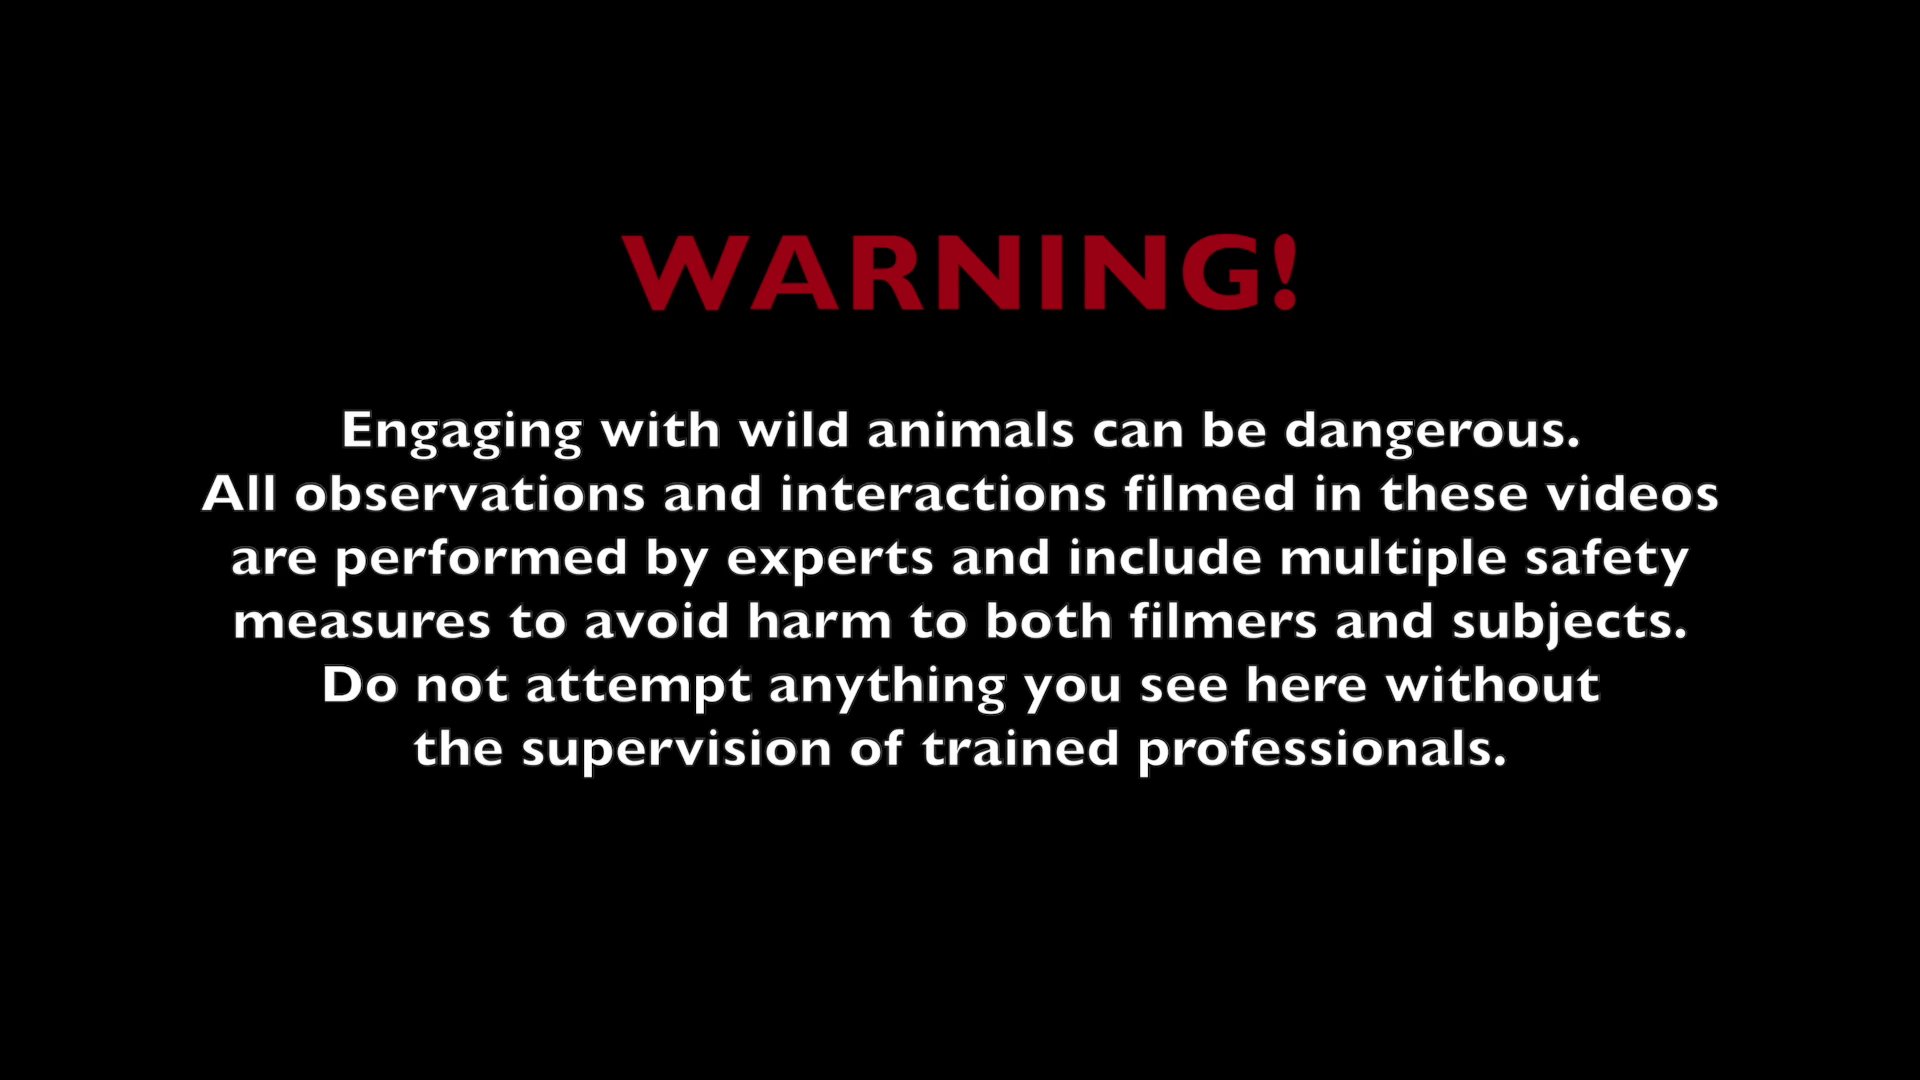 WARNING!
Engaging with wild animals can be dangerous.
All observations and interactions filmed in these videos
are performed by experts and include multiple safety
measures to avoid harm to both filmers and subjects.
Do not attempt anything you see here without
the supervision of trained professionals.